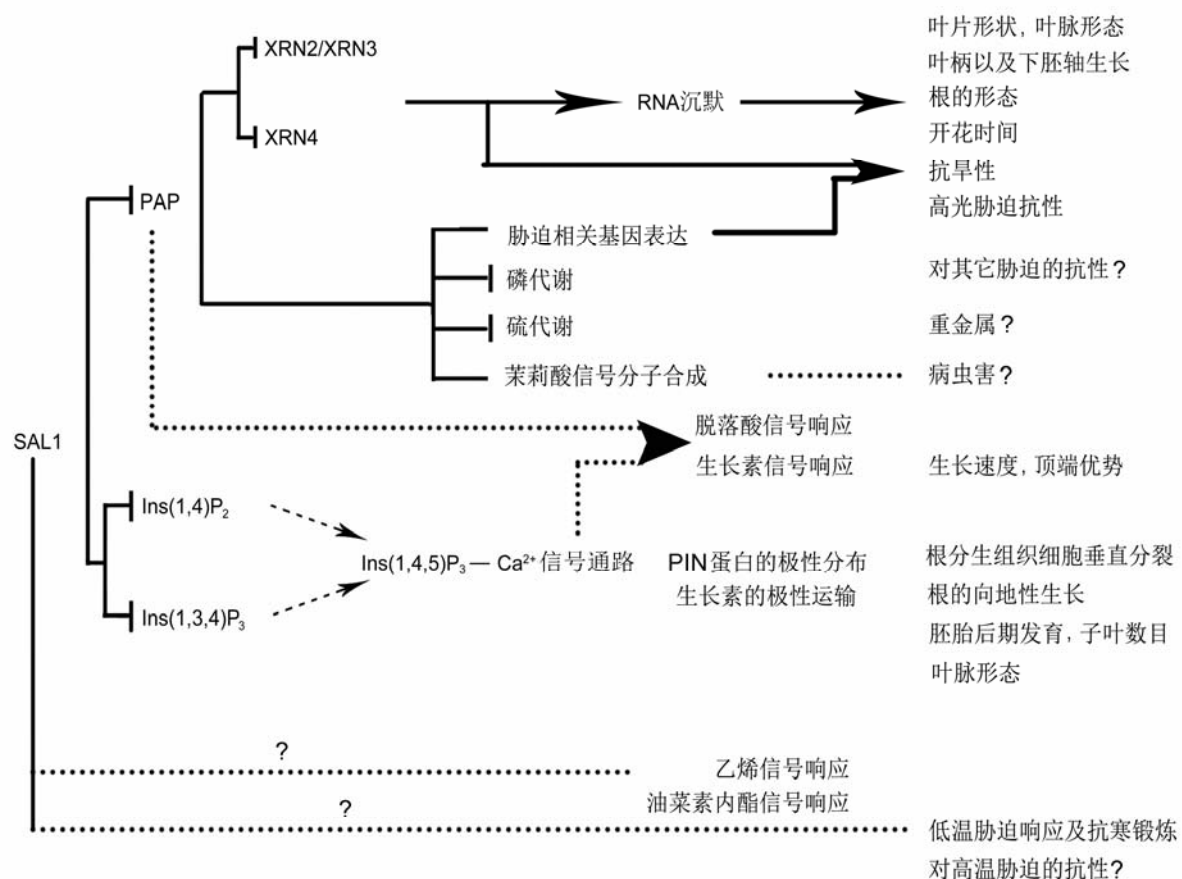 叶片形状, 叶脉形态
XRN2/XRN3
叶柄以及下胚轴生长
RNA沉默
根的形态
XRN4
开花时间
抗旱性
PAP
高光胁迫抗性
胁迫相关基因表达
对其它胁迫的抗性?
磷代谢
硫代谢
重金属?
茉莉酸信号分子合成
病虫害?
脱落酸信号响应
SAL1
生长素信号响应
生长速度, 顶端优势
Ins(1,4)P₂
Ins(1,4,5)P₃ — Ca²⁺ 信号通路
PIN蛋白的极性分布
根分生组织细胞垂直分裂
生长素的极性运输
根的向地性生长
Ins(1,3,4)P₃
胚胎后期发育, 子叶数目
叶脉形态
?
乙烯信号响应
?
油菜素内酯信号响应
低温胁迫响应及抗寒锻炼
对高温胁迫的抗性?